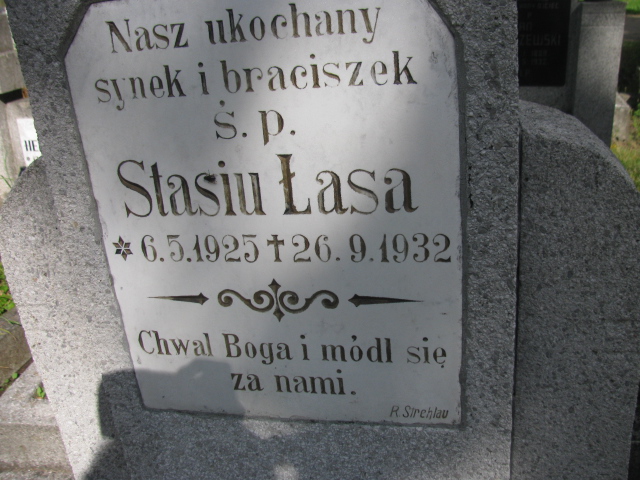 Nasz ukochany
synek i braciszek
ś. p.
Stasiu Łasa
* 6.5.1925 † 26.9.1932
Chwal Boga i módl się
za nami.
R. Strehlau